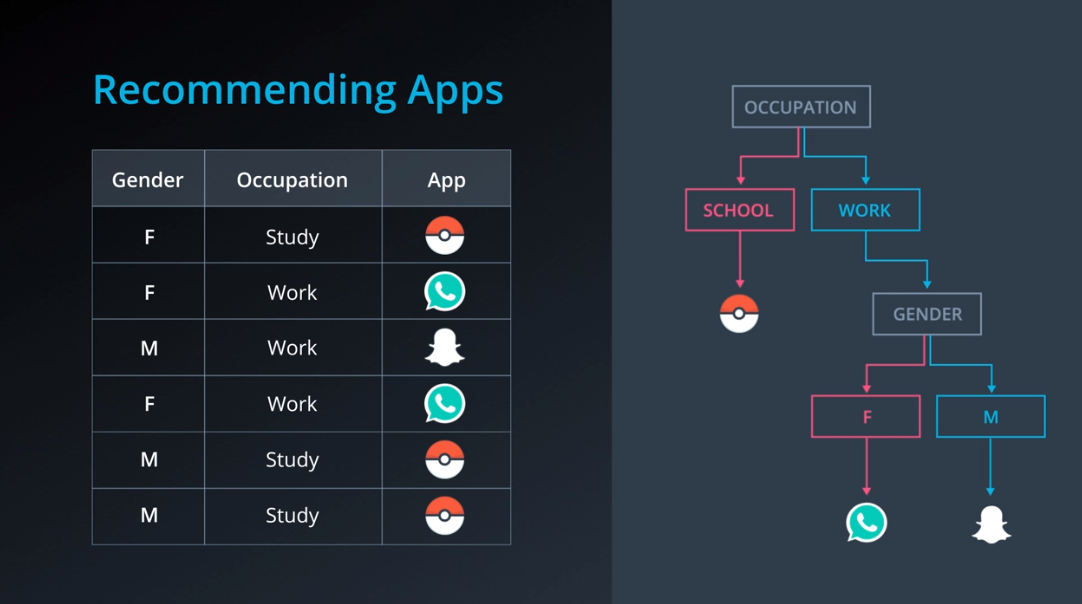 Recommending Apps
Gender Occupation App
F Study
F Work
M Work
F Work
M Study
M Study
OCCUPATION
SCHOOL WORK
GENDER
F M